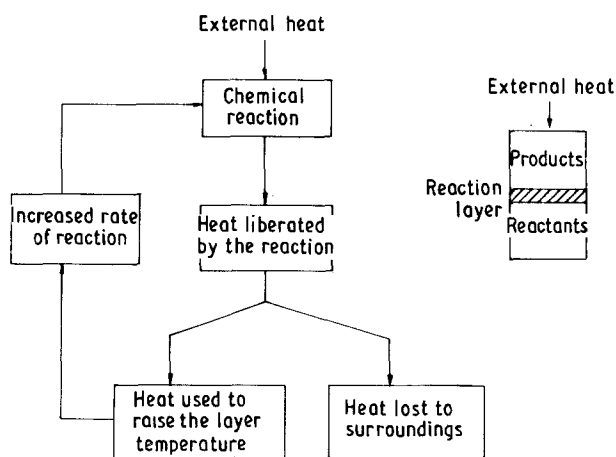 External heat
Chemical
reaction
Increased rate
of reaction
Heat liberated
by the reaction
Heat used to
raise the layer
temperature
Heat lost to
surroundings
External heat
Products
Reaction
layer
Reactants